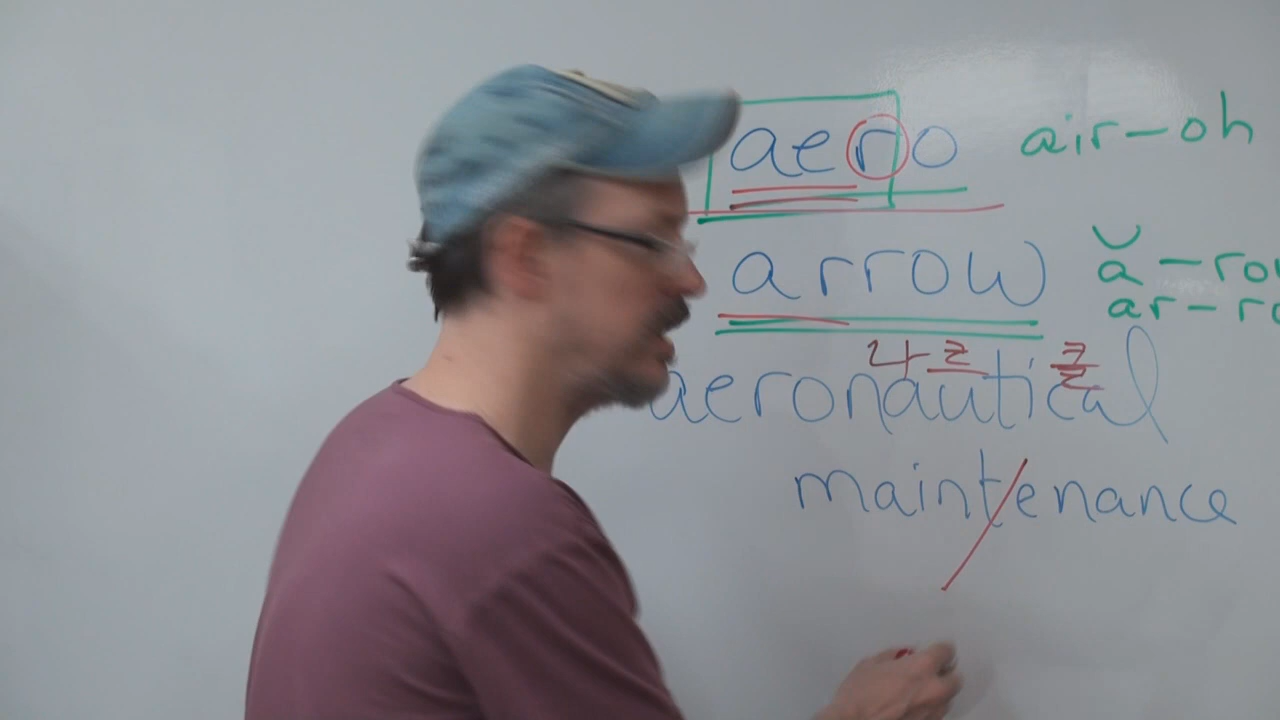 aero air-oh
arrow ă-row
ar-ro
aeronautical
maintenance